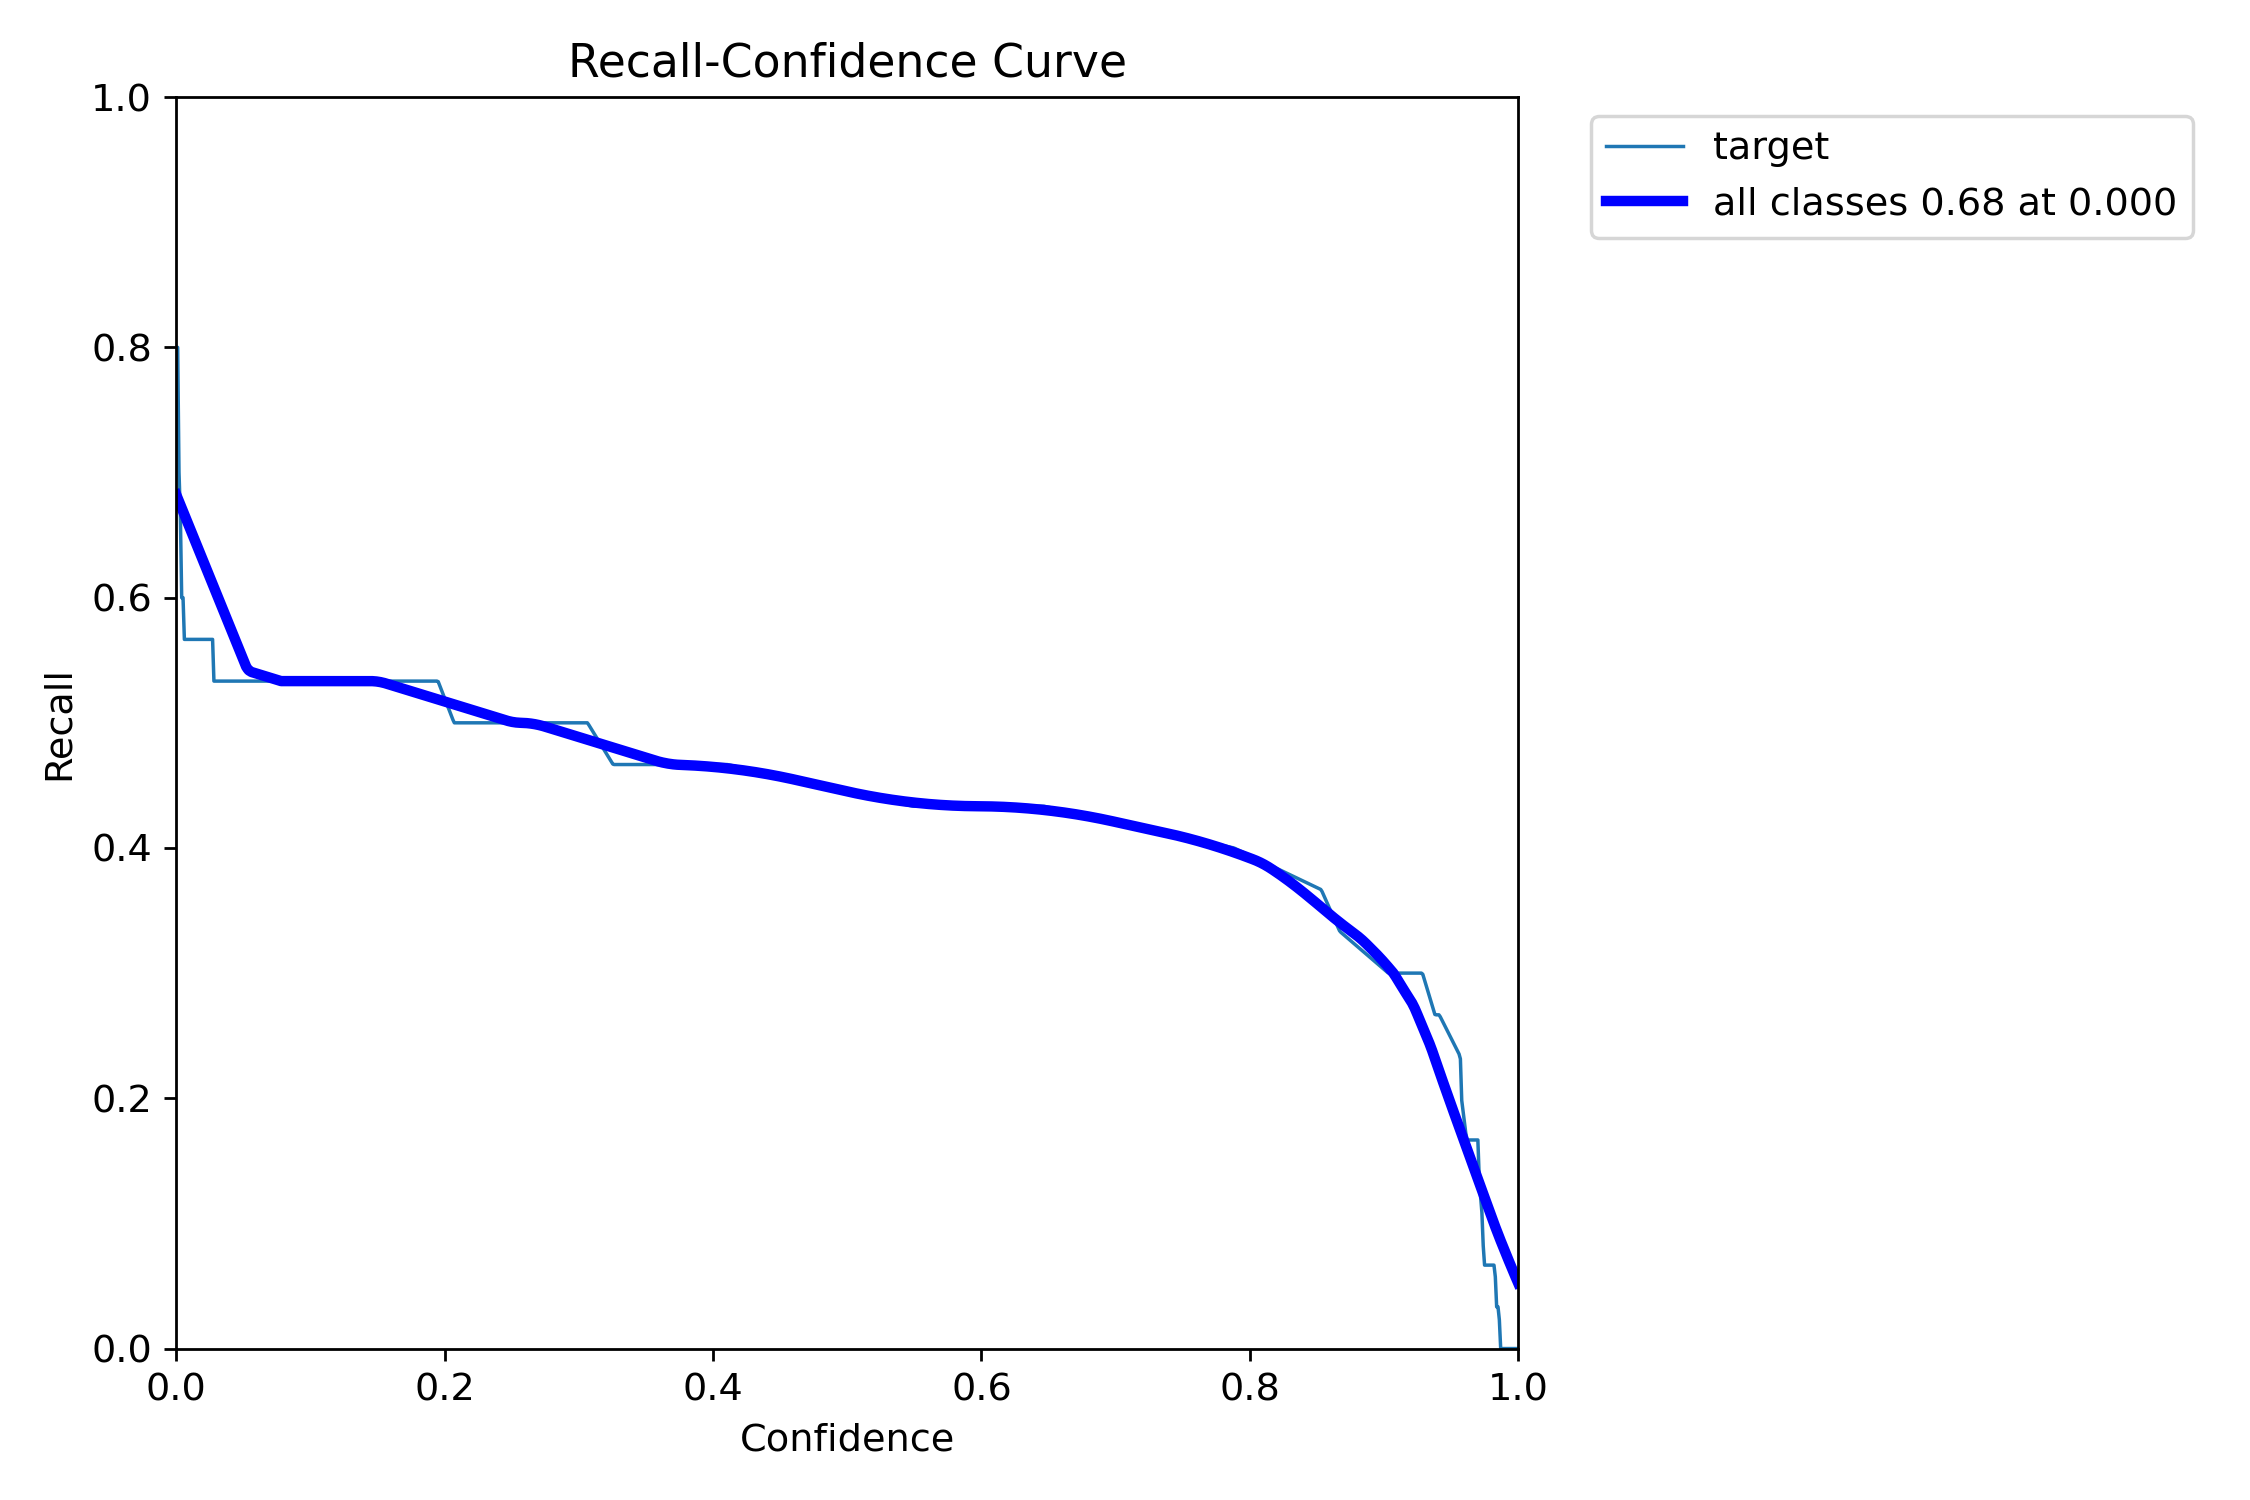 Recall-Confidence Curve
1.0
0.8
0.6
0.4
0.2
0.0
Recall
0.0 0.2 0.4 0.6 0.8 1.0
Confidence
target
all classes 0.68 at 0.000